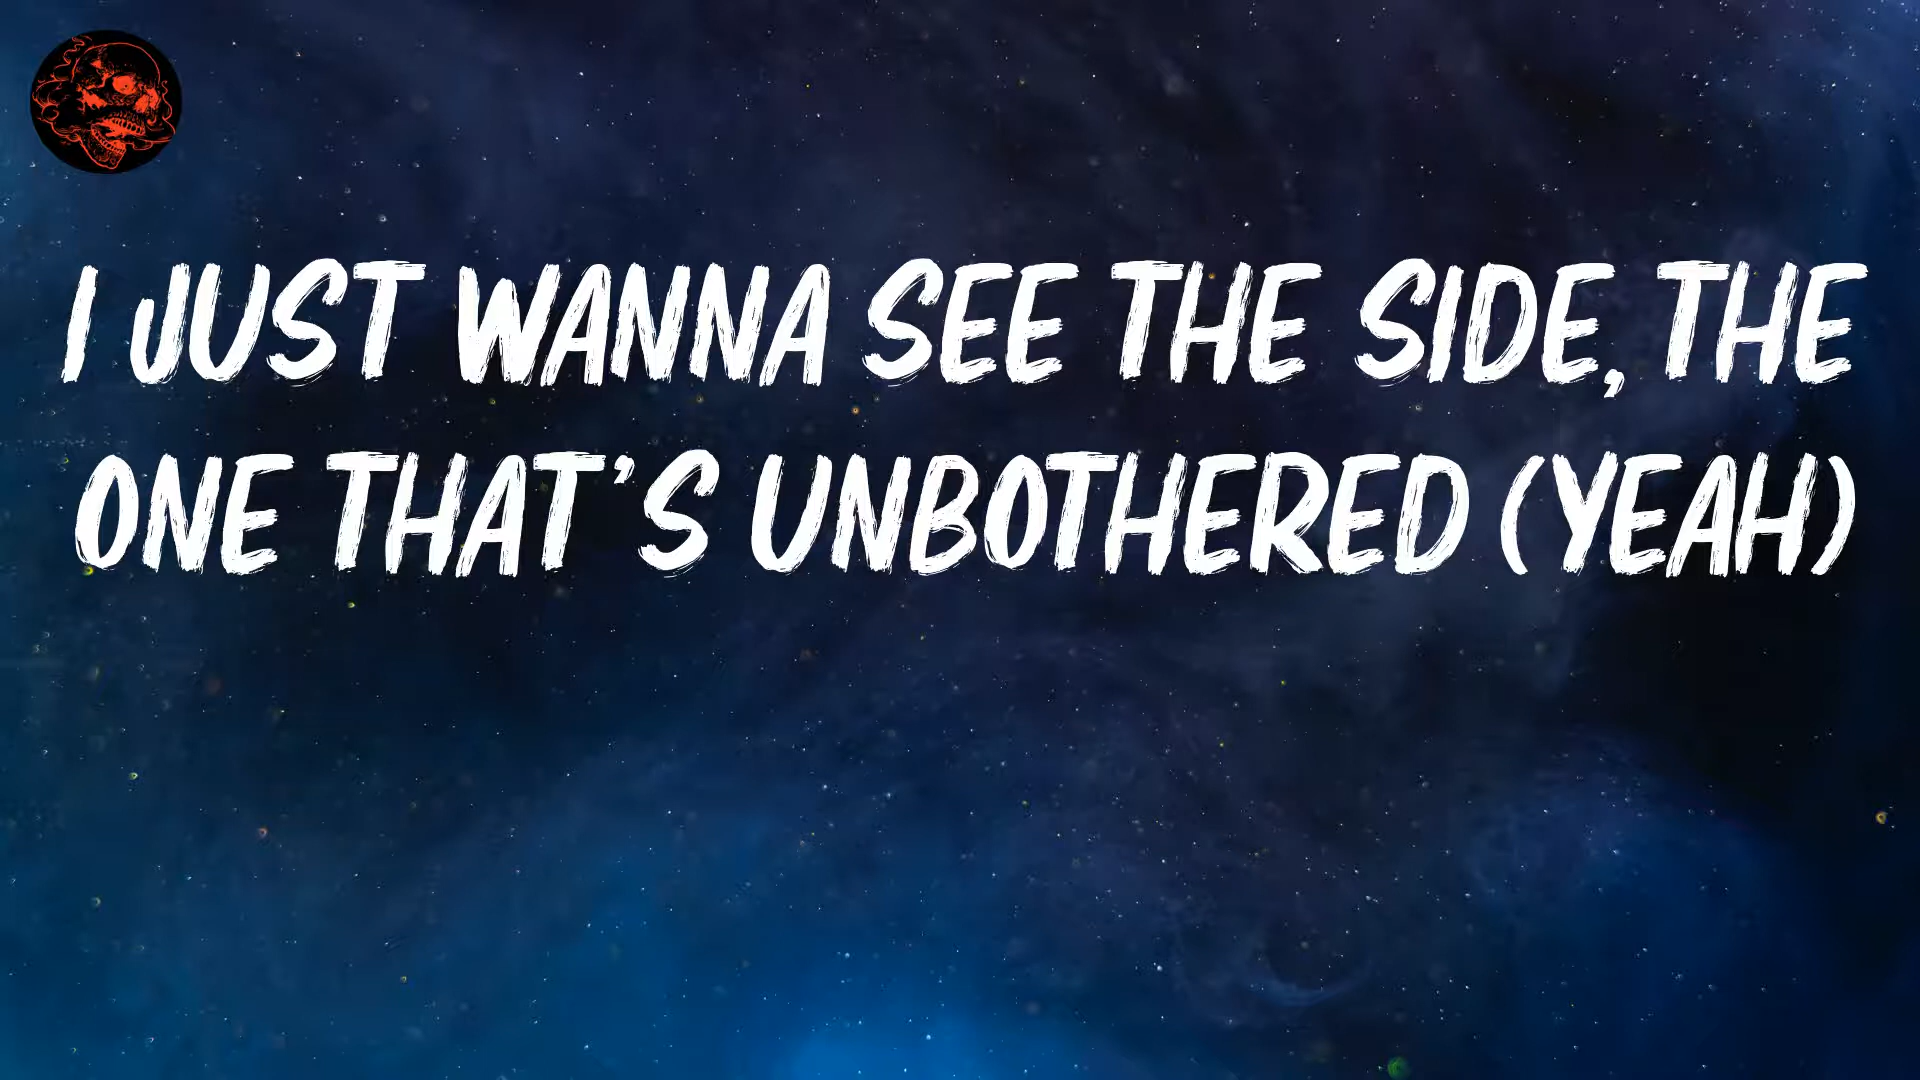 I JUST WANNA SEE THE SIDE, THE
ONE THAT'S UNBOTHERED (YEAH)